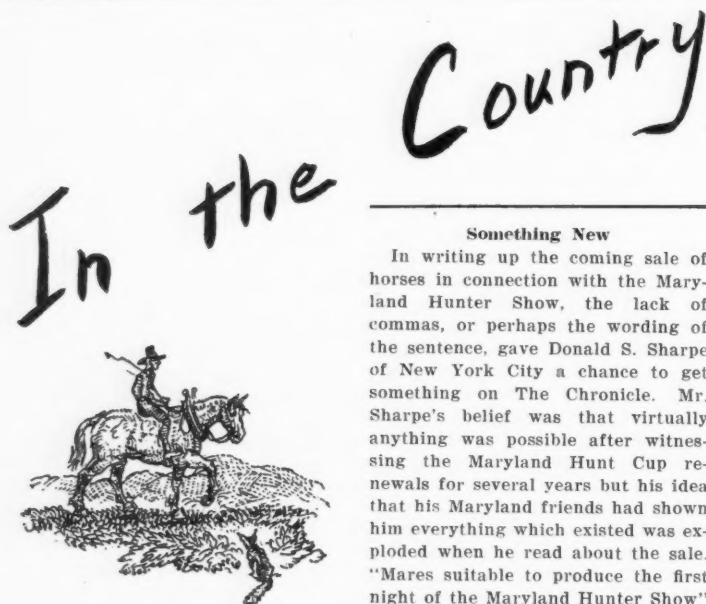 In the Country
Something New
In writing up the coming sale of
horses in connection with the Mary-
land Hunter Show, the lack of
commas, or perhaps the wording of
the sentence, gave Donald S. Sharpe
of New York City a chance to get
something on The Chronicle. Mr.
Sharpe's belief was that virtually
anything was possible after witnes-
sing the Maryland Hunt Cup re-
newals for several years but his idea
that his Maryland friends had shown
him everything which existed was ex-
ploded when he read about the sale.
"Mares suitable to produce the first
night of the Maryland Hunter Show"